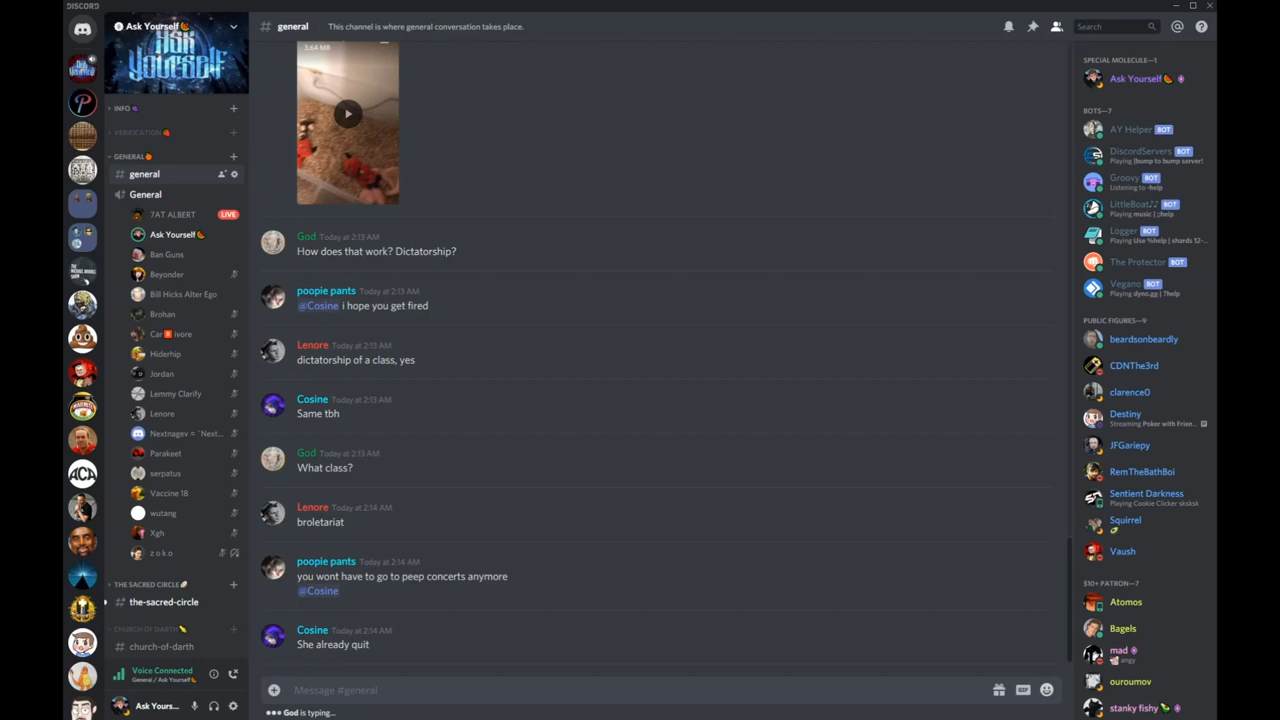 DISCORD
Ask Yourself
ASK
YOURSELF
INFO
VERIFICATION
GENERAL
general
General
7AT ALBERT LIVE
Ask Yourself
Ban Guns
Beyonder
Bill Hicks Alter Ego
Brohan
Car ivore
Hiderhip
Jordan
Lemmy Clarify
Lenore
Nextnagev = `Next...
Parakeet
serpatus
Vaccine 18
wutang
Xgh
z o k o
THE SACRED CIRCLE
the-sacred-circle
CHURCH OF DARTH
church-of-darth
Voice Connected
General / Ask Yourself
Ask Yours...
ACA
# general This channel is where general conversation takes place.
Search
3.64 MB
God Today at 2:13 AM
How does that work? Dictatorship?
poopie pants Today at 2:13 AM
@Cosine i hope you get fired
Lenore Today at 2:13 AM
dictatorship of a class, yes
Cosine Today at 2:13 AM
Same tbh
God Today at 2:13 AM
What class?
Lenore Today at 2:14 AM
broletariat
poopie pants Today at 2:14 AM
you wont have to go to peep concerts anymore
@Cosine
Cosine Today at 2:14 AM
She already quit
Message #general
GIF
God is typing...
SPECIAL MOLECULE—1
Ask Yourself
BOTS—7
AY Helper BOT
DiscordServers BOT
Playing |bump to bump server!
Groovy BOT
Listening to -help
LittleBoat♪♫ BOT
Playing music | ;;help
Logger BOT
Playing Use %help | shards 12-...
The Protector BOT
Vegano BOT
Playing dyno.gg | ?help
PUBLIC FIGURES—9
beardsonbeardly
CDNThe3rd
clarence0
Destiny
Streaming Poker with Frien...
JFGariepy
RemTheBathBoi
Sentient Darkness
Playing Cookie Clicker sksksk
Squirrel
Vaush
$10+ PATRON—7
Atomos
Bagels
mad
angy
ouroumov
stanky fishy